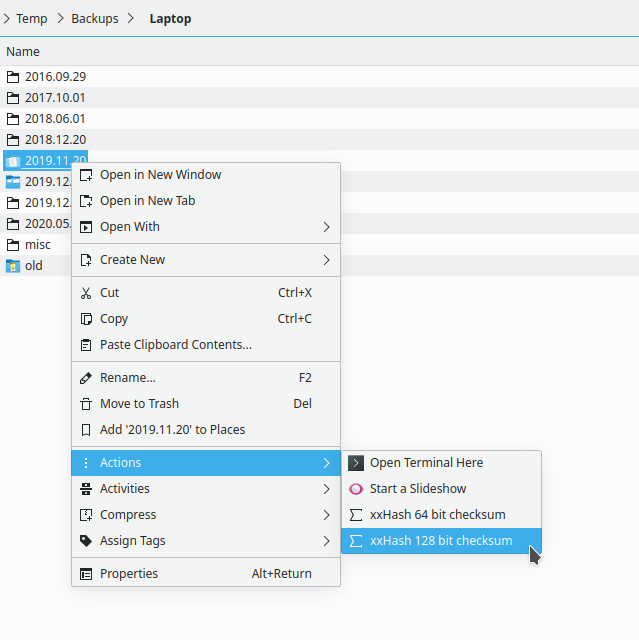 Temp Backups Laptop
Name
2016.09.29
2017.10.01
2018.06.01
2018.12.20
2019.11.20
2019.12.
2019.12.
2020.05.
misc
old
Open in New Window
Open in New Tab
Open With
Create New
Cut Ctrl+X
Copy Ctrl+C
Paste Clipboard Contents...
Rename... F2
Move to Trash Del
Add '2019.11.20' to Places
Actions
Activities
Compress
Assign Tags
Properties Alt+Return
Open Terminal Here
Start a Slideshow
xxHash 64 bit checksum
xxHash 128 bit checksum